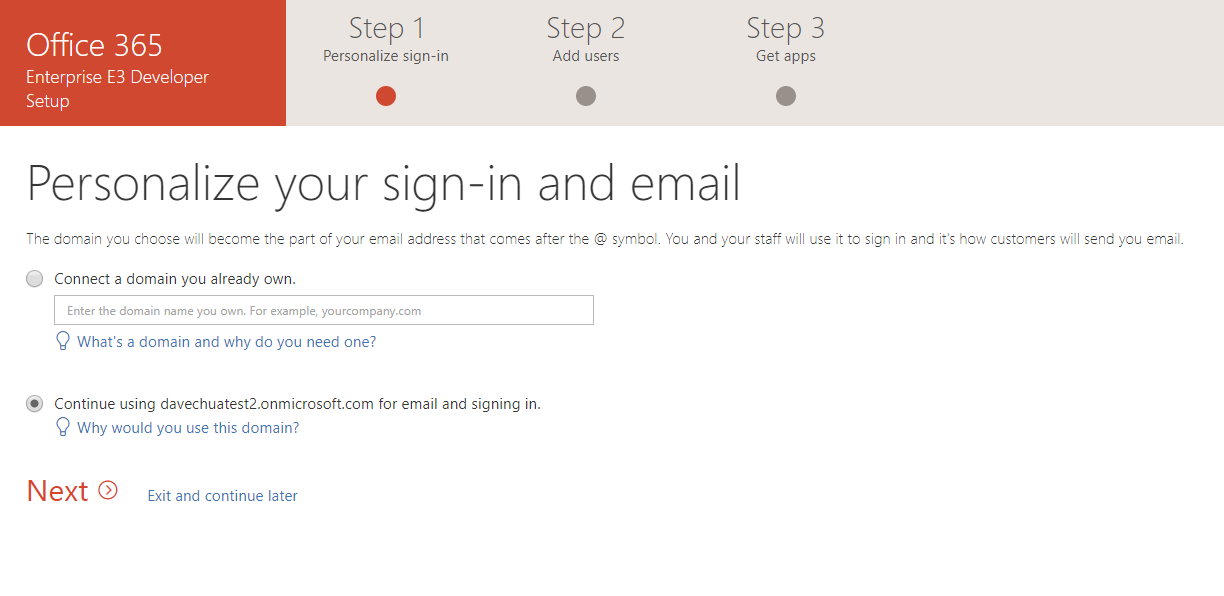 Office 365
Enterprise E3 Developer
Setup
Step 1
Personalize sign-in
Step 2
Add users
Step 3
Get apps
Personalize your sign-in and email
The domain you choose will become the part of your email address that comes after the @ symbol. You and your staff will use it to sign in and it's how customers will send you email.
Connect a domain you already own.
Enter the domain name you own. For example, yourcompany.com
What's a domain and why do you need one?
Continue using davechuatest2.onmicrosoft.com for email and signing in.
Why would you use this domain?
Next
Exit and continue later